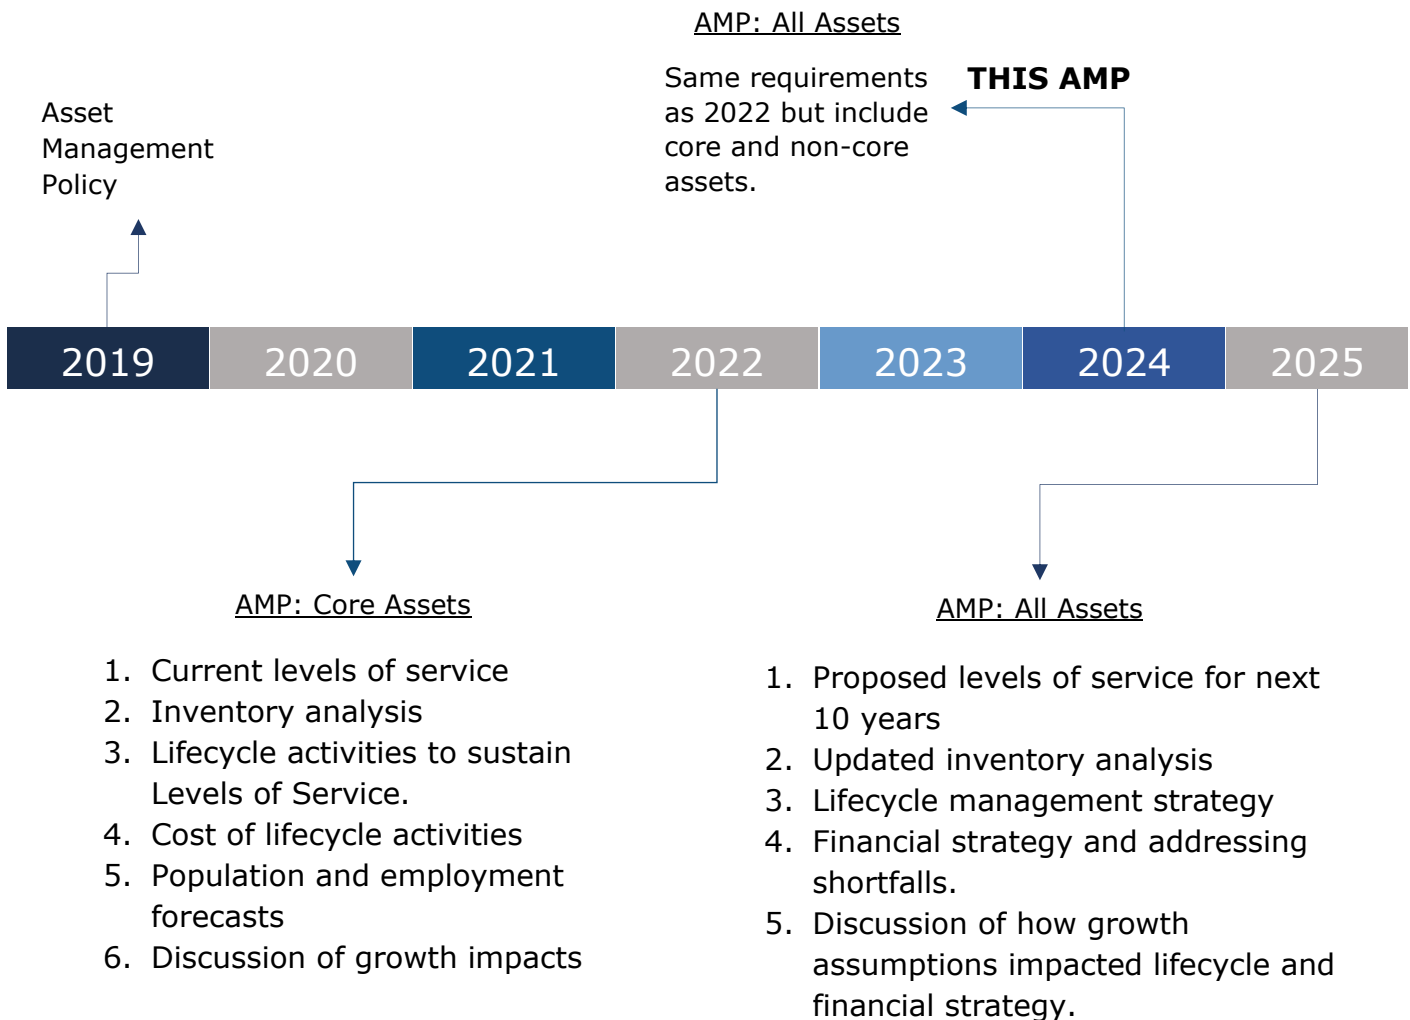 AMP: All Assets
Same requirements
as 2022 but include
core and non-core
assets.
THIS AMP
Asset
Management
Policy
2019
2020
2021
2022
2023
2024
2025
AMP: Core Assets
1. Current levels of service
2. Inventory analysis
3. Lifecycle activities to sustain
Levels of Service.
4. Cost of lifecycle activities
5. Population and employment
forecasts
6. Discussion of growth impacts
AMP: All Assets
1. Proposed levels of service for next
10 years
2. Updated inventory analysis
3. Lifecycle management strategy
4. Financial strategy and addressing
shortfalls.
5. Discussion of how growth
assumptions impacted lifecycle and
financial strategy.